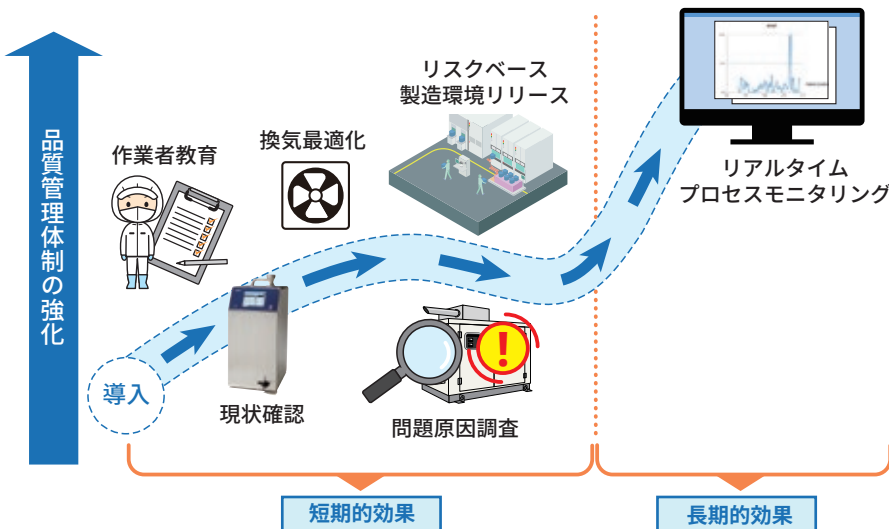 品質管理体制の強化
導入
作業者教育
現状確認
換気最適化
問題原因調査
リスクベース
製造環境リリース
リアルタイム
プロセスモニタリング
短期的効果
長期的効果